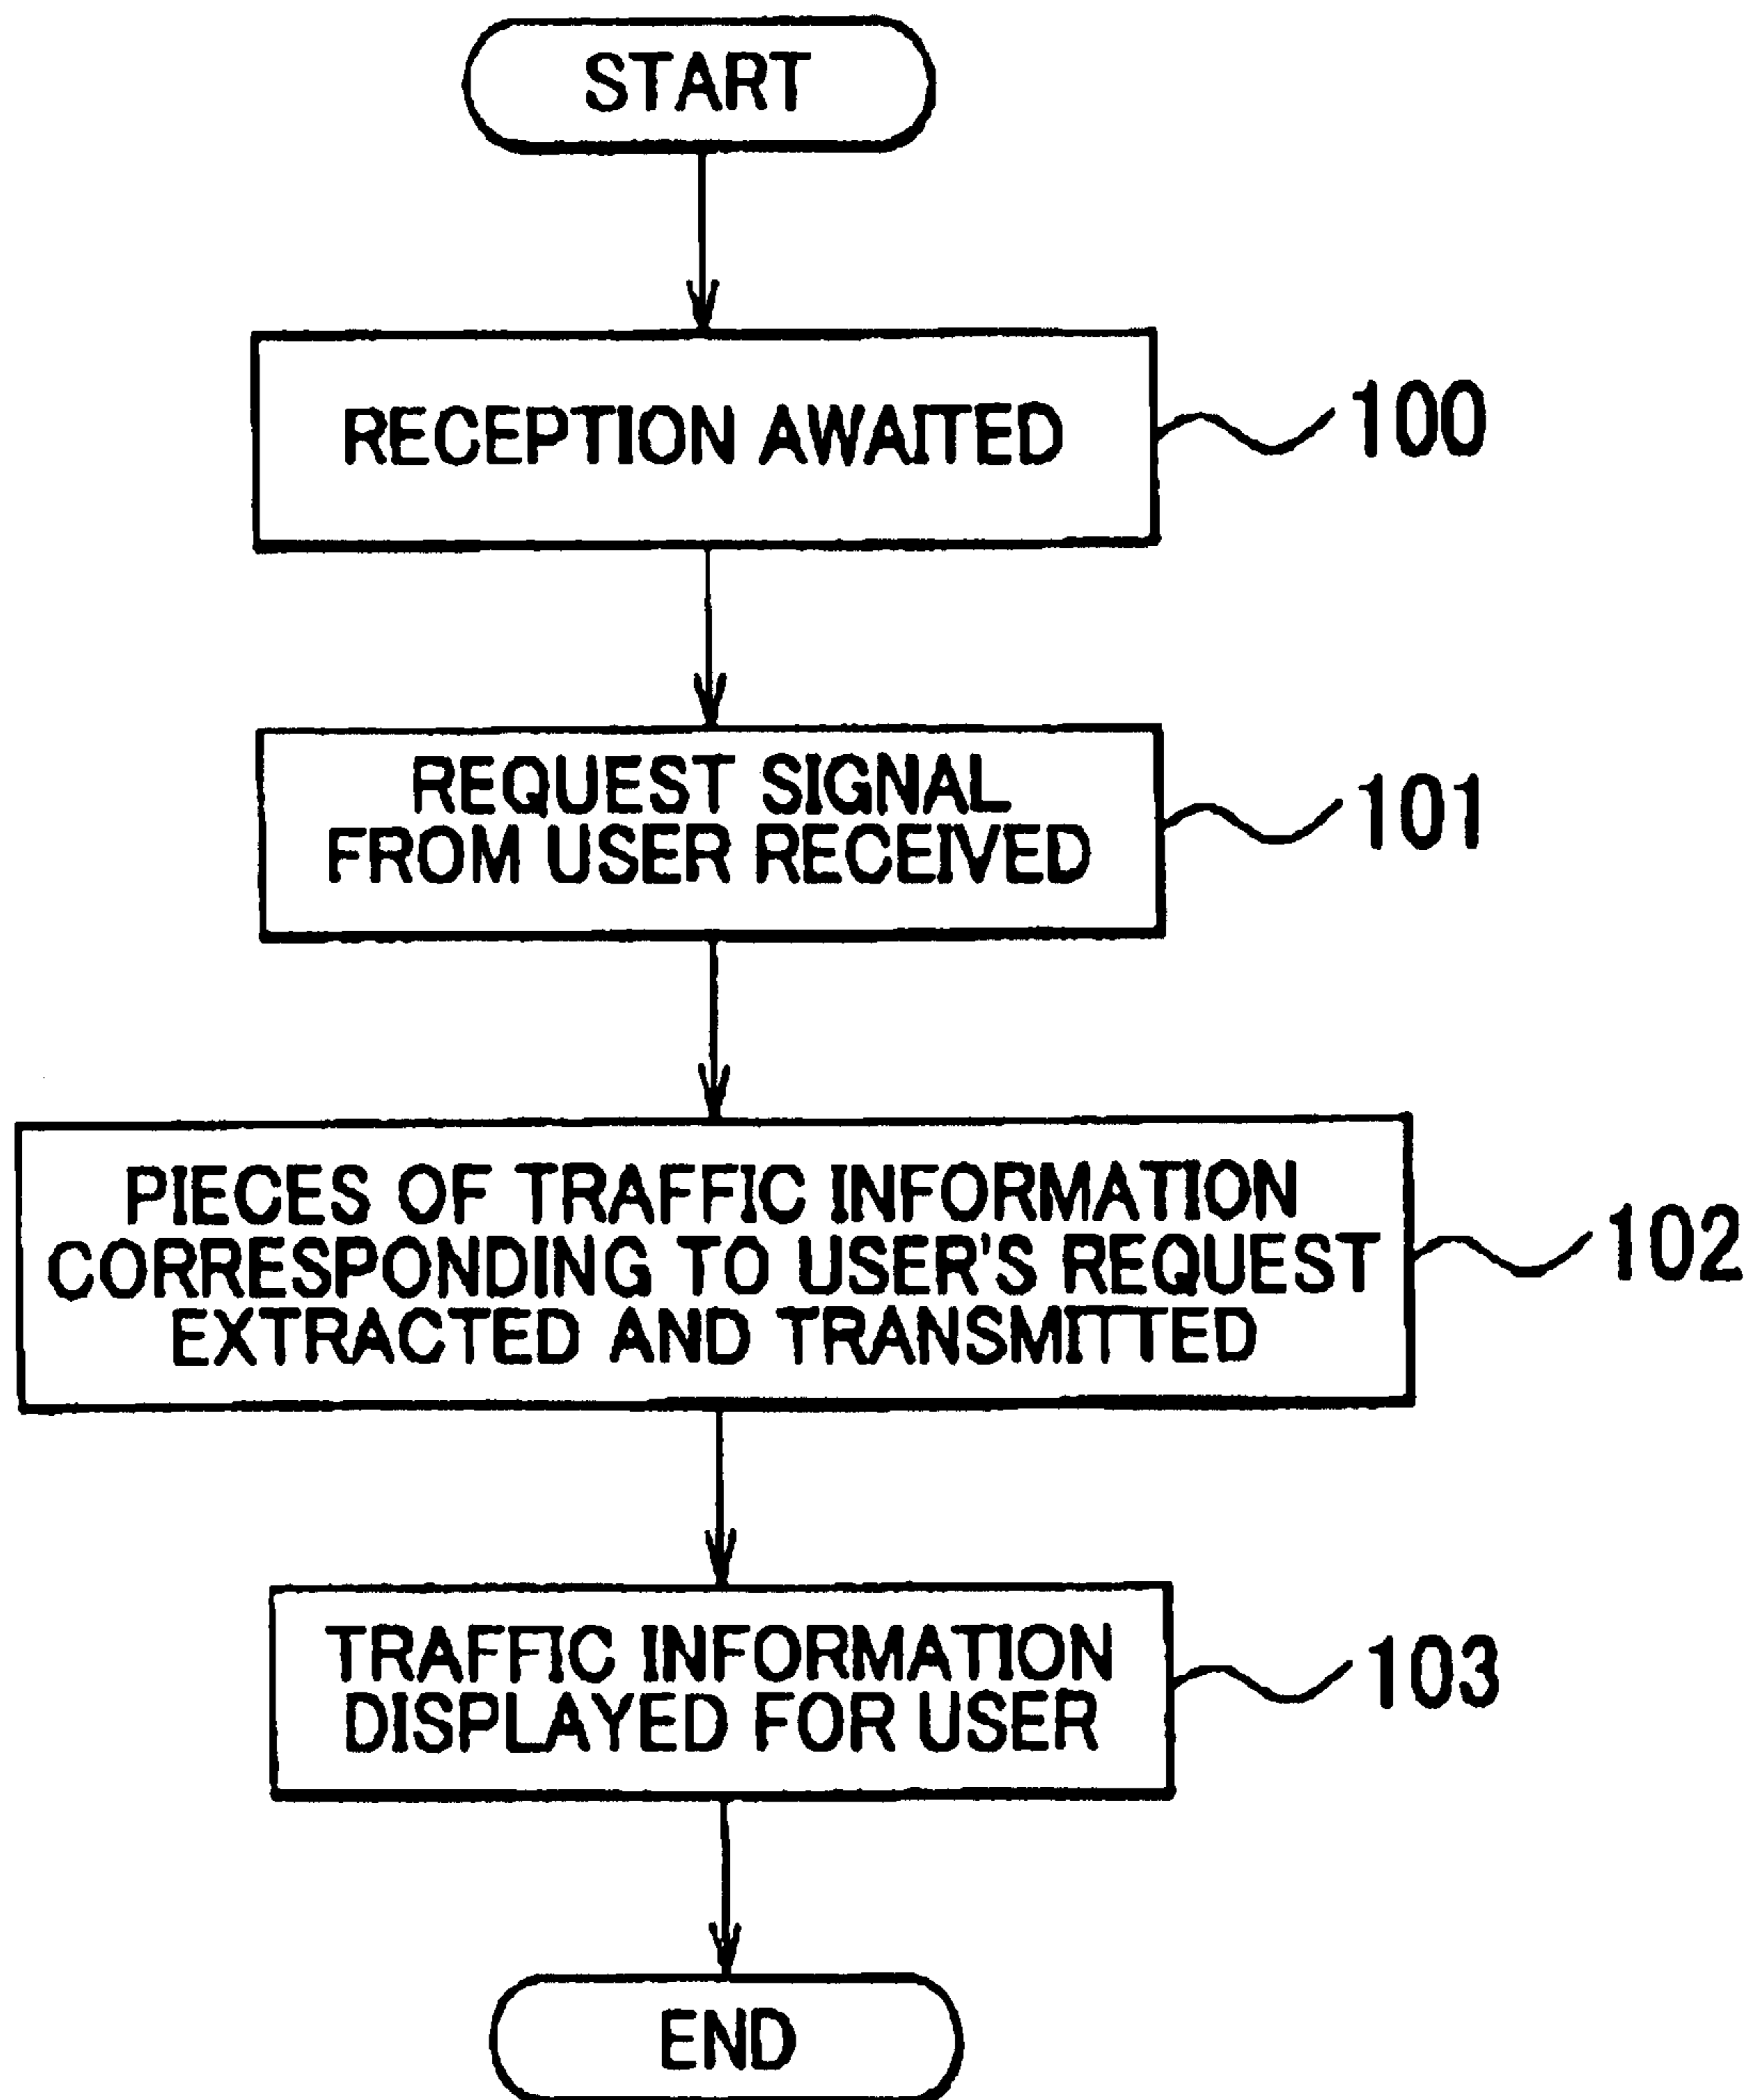 START
RECEPTION AWAITED
100
REQUEST SIGNAL
FROM USER RECEIVED
101
PIECES OF TRAFFIC INFORMATION
CORRESPONDING TO USER'S REQUEST
EXTRACTED AND TRANSMITTED
102
TRAFFIC INFORMATION
DISPLAYED FOR USER
103
END